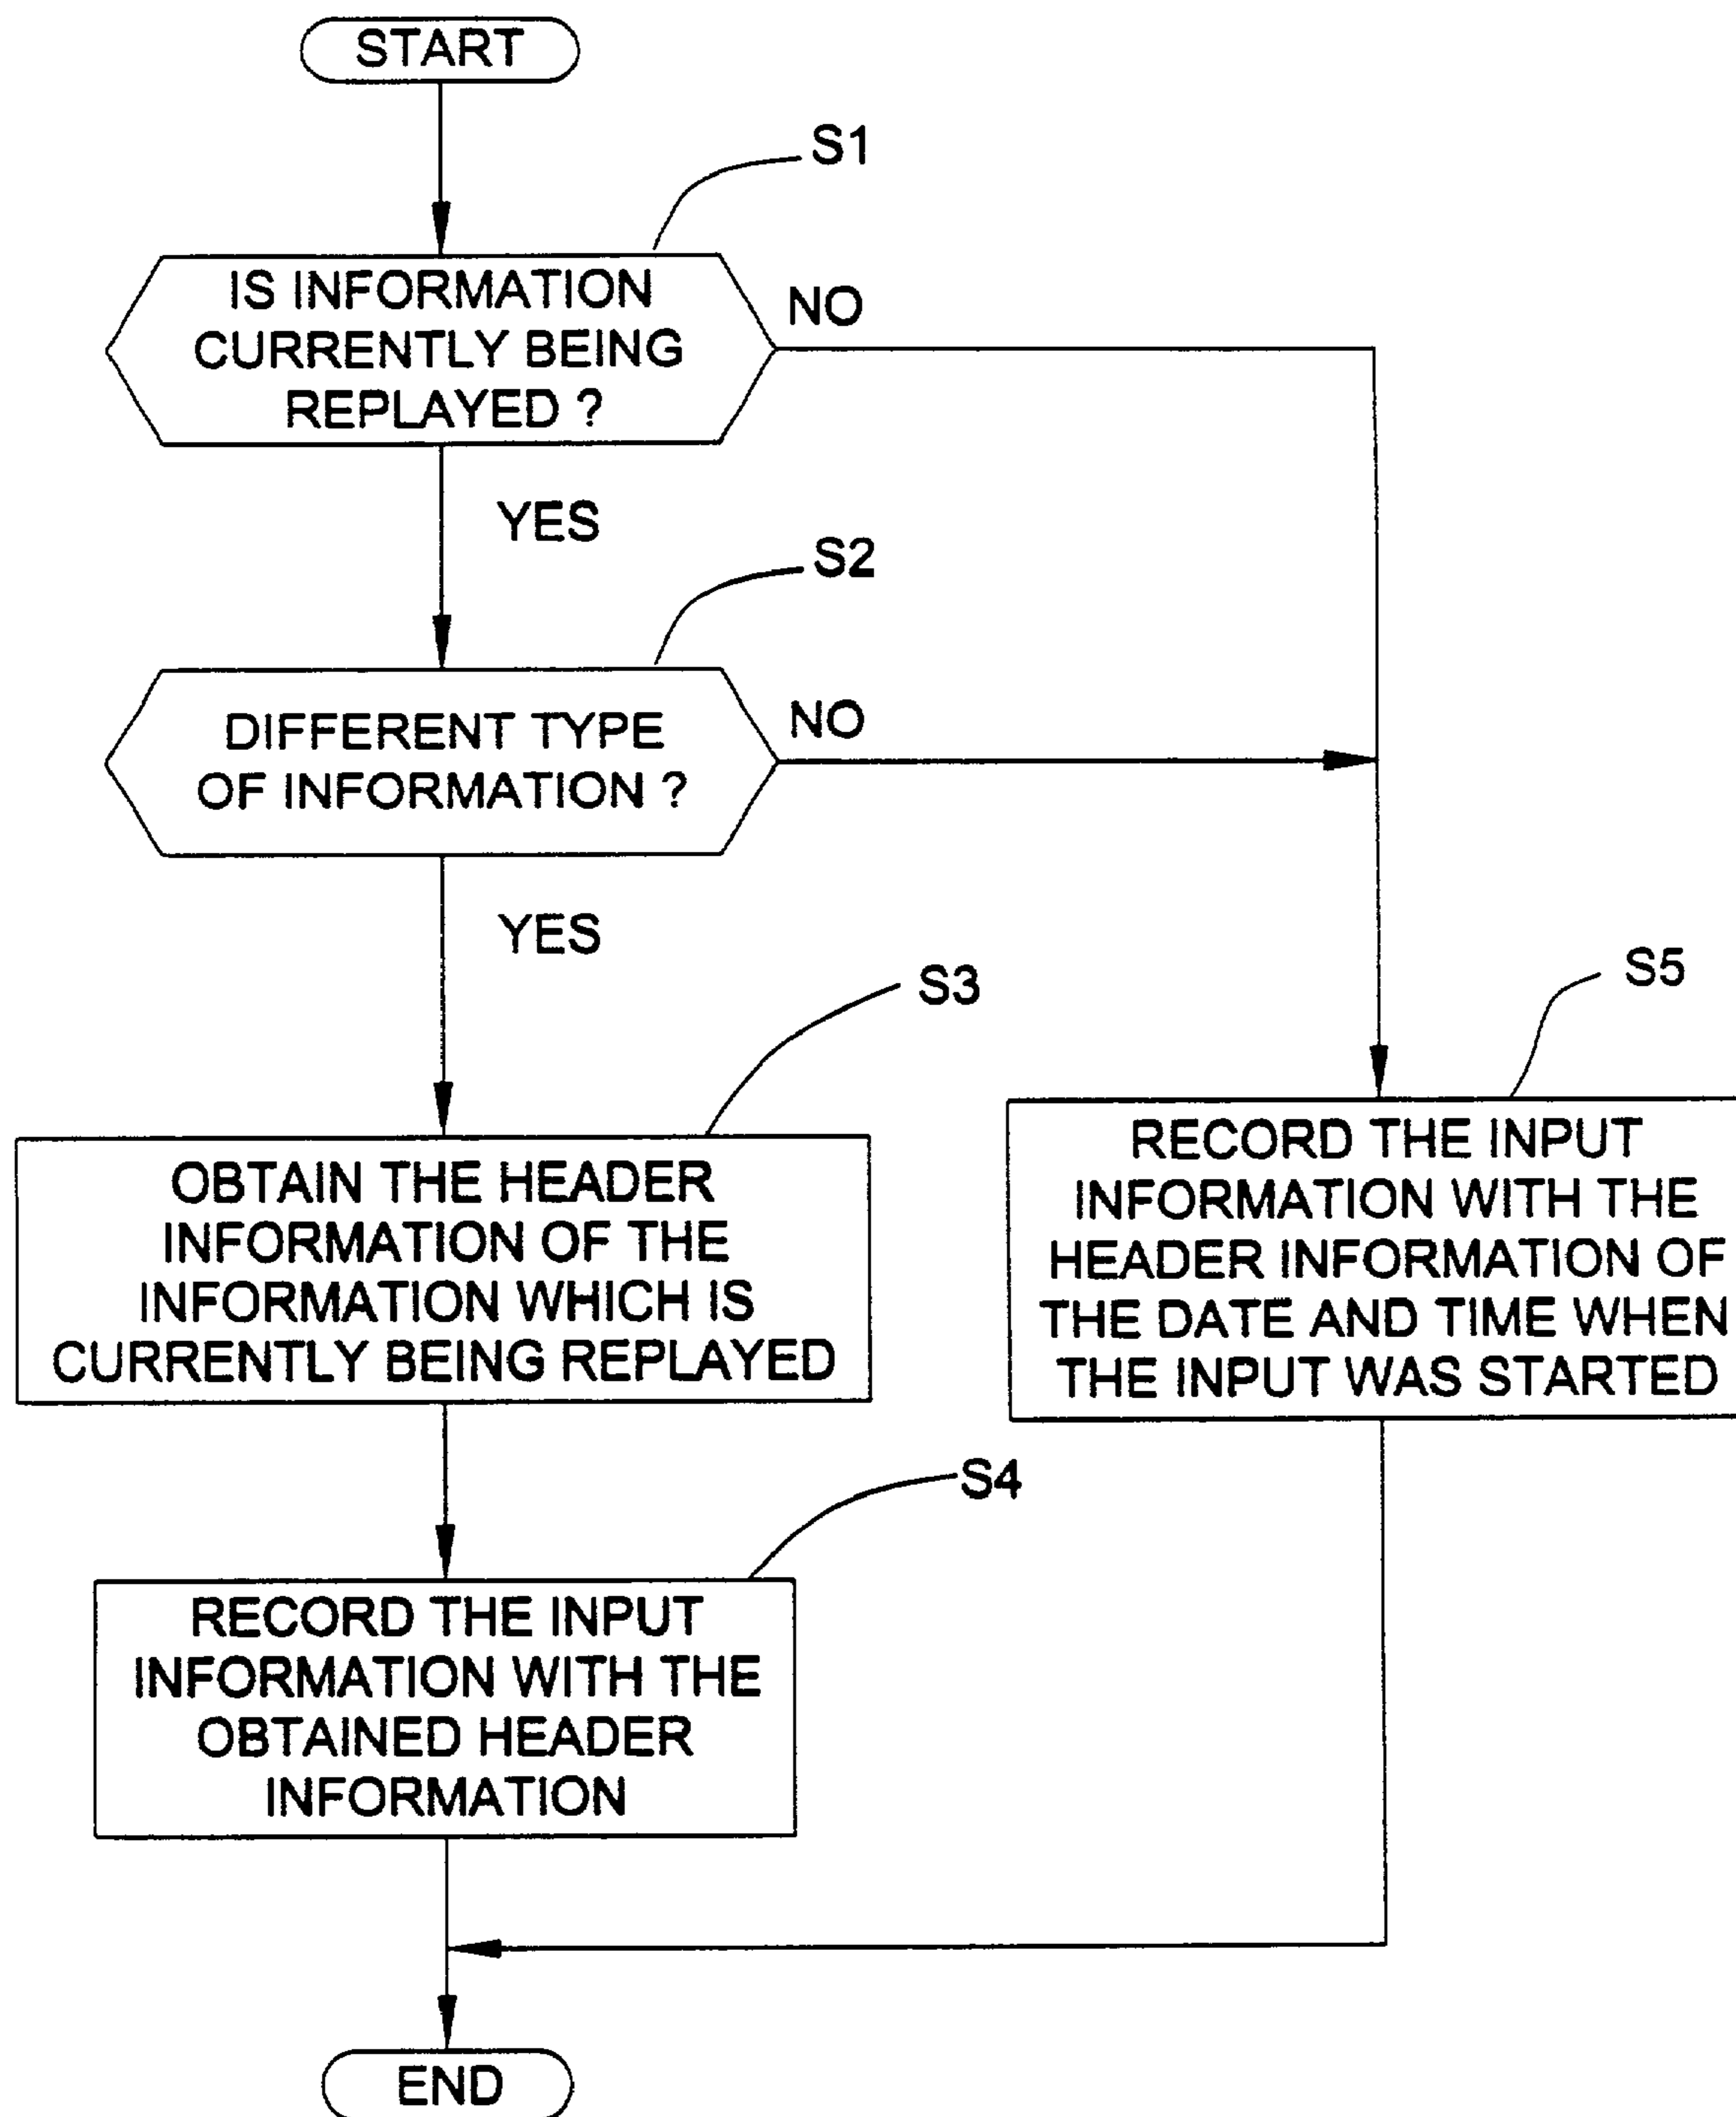 START
S1
IS INFORMATION
CURRENTLY BEING
REPLAYED ?
NO
YES
S2
DIFFERENT TYPE
OF INFORMATION ?
NO
YES
S3
OBTAIN THE HEADER
INFORMATION OF THE
INFORMATION WHICH IS
CURRENTLY BEING REPLAYED
S5
RECORD THE INPUT
INFORMATION WITH THE
HEADER INFORMATION OF
THE DATE AND TIME WHEN
THE INPUT WAS STARTED
S4
RECORD THE INPUT
INFORMATION WITH THE
OBTAINED HEADER
INFORMATION
END